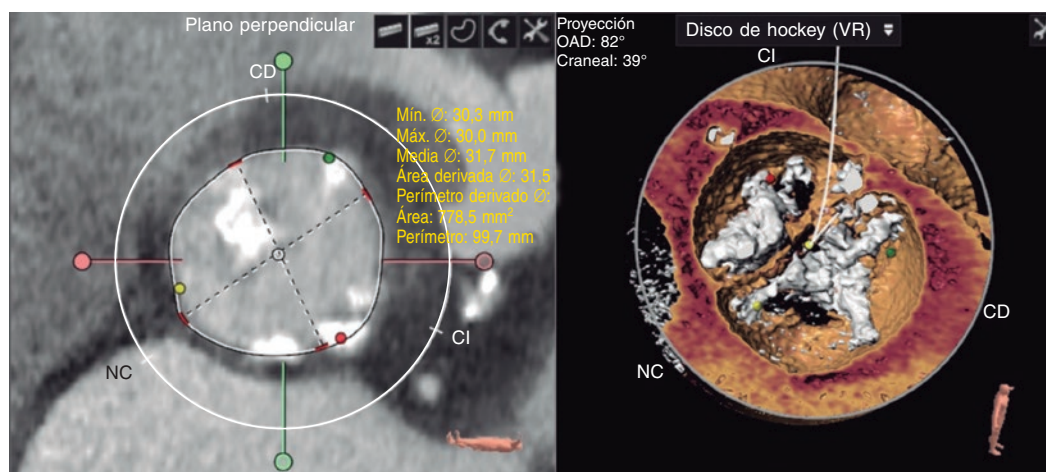 Plano perpendicular
x2
CD
Mín. Ø: 30,3 mm
Máx. Ø: 30,0 mm
Media Ø: 31,7 mm
Área derivada Ø: 31,5
Perímetro derivado Ø:
Área: 778,5 mm²
Perímetro: 99,7 mm
CI
NC
Proyección
OAD: 82°
Craneal: 39°
Disco de hockey (VR)
CI
CD
NC